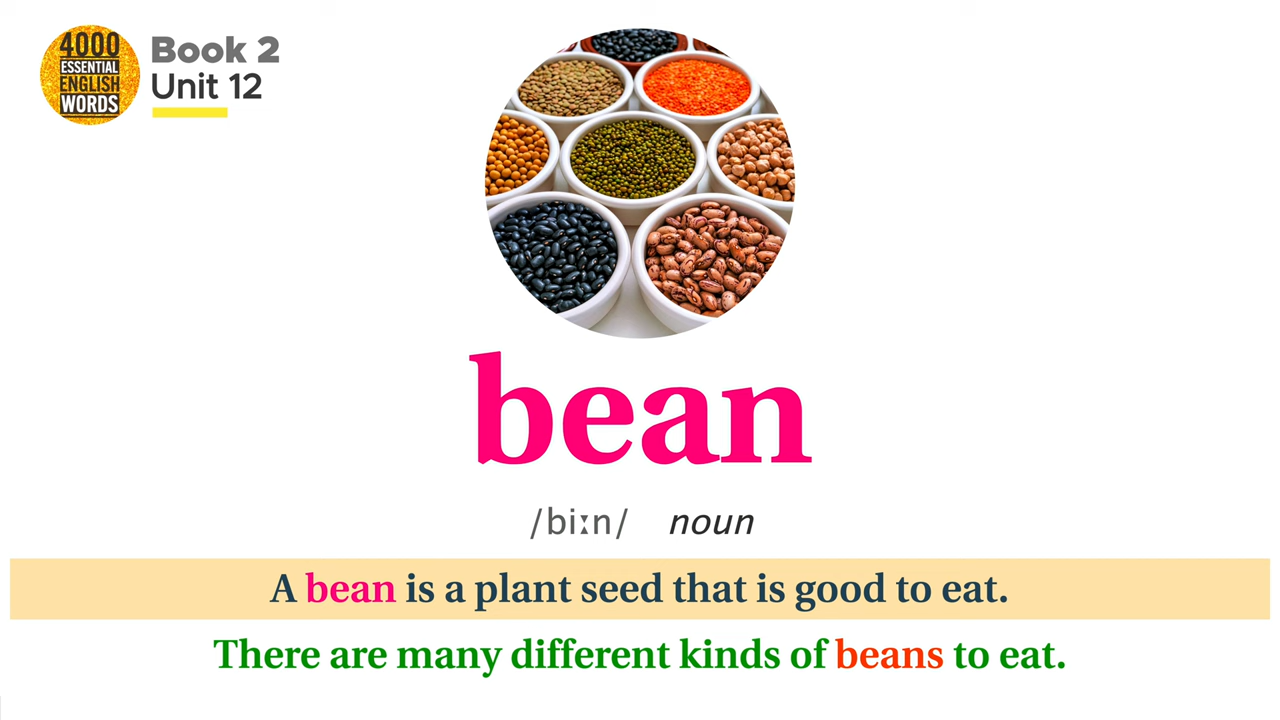 4000
ESSENTIAL
ENGLISH
WORDS
Book 2
Unit 12
bean
/biːn/ noun
A bean is a plant seed that is good to eat.
There are many different kinds of beans to eat.